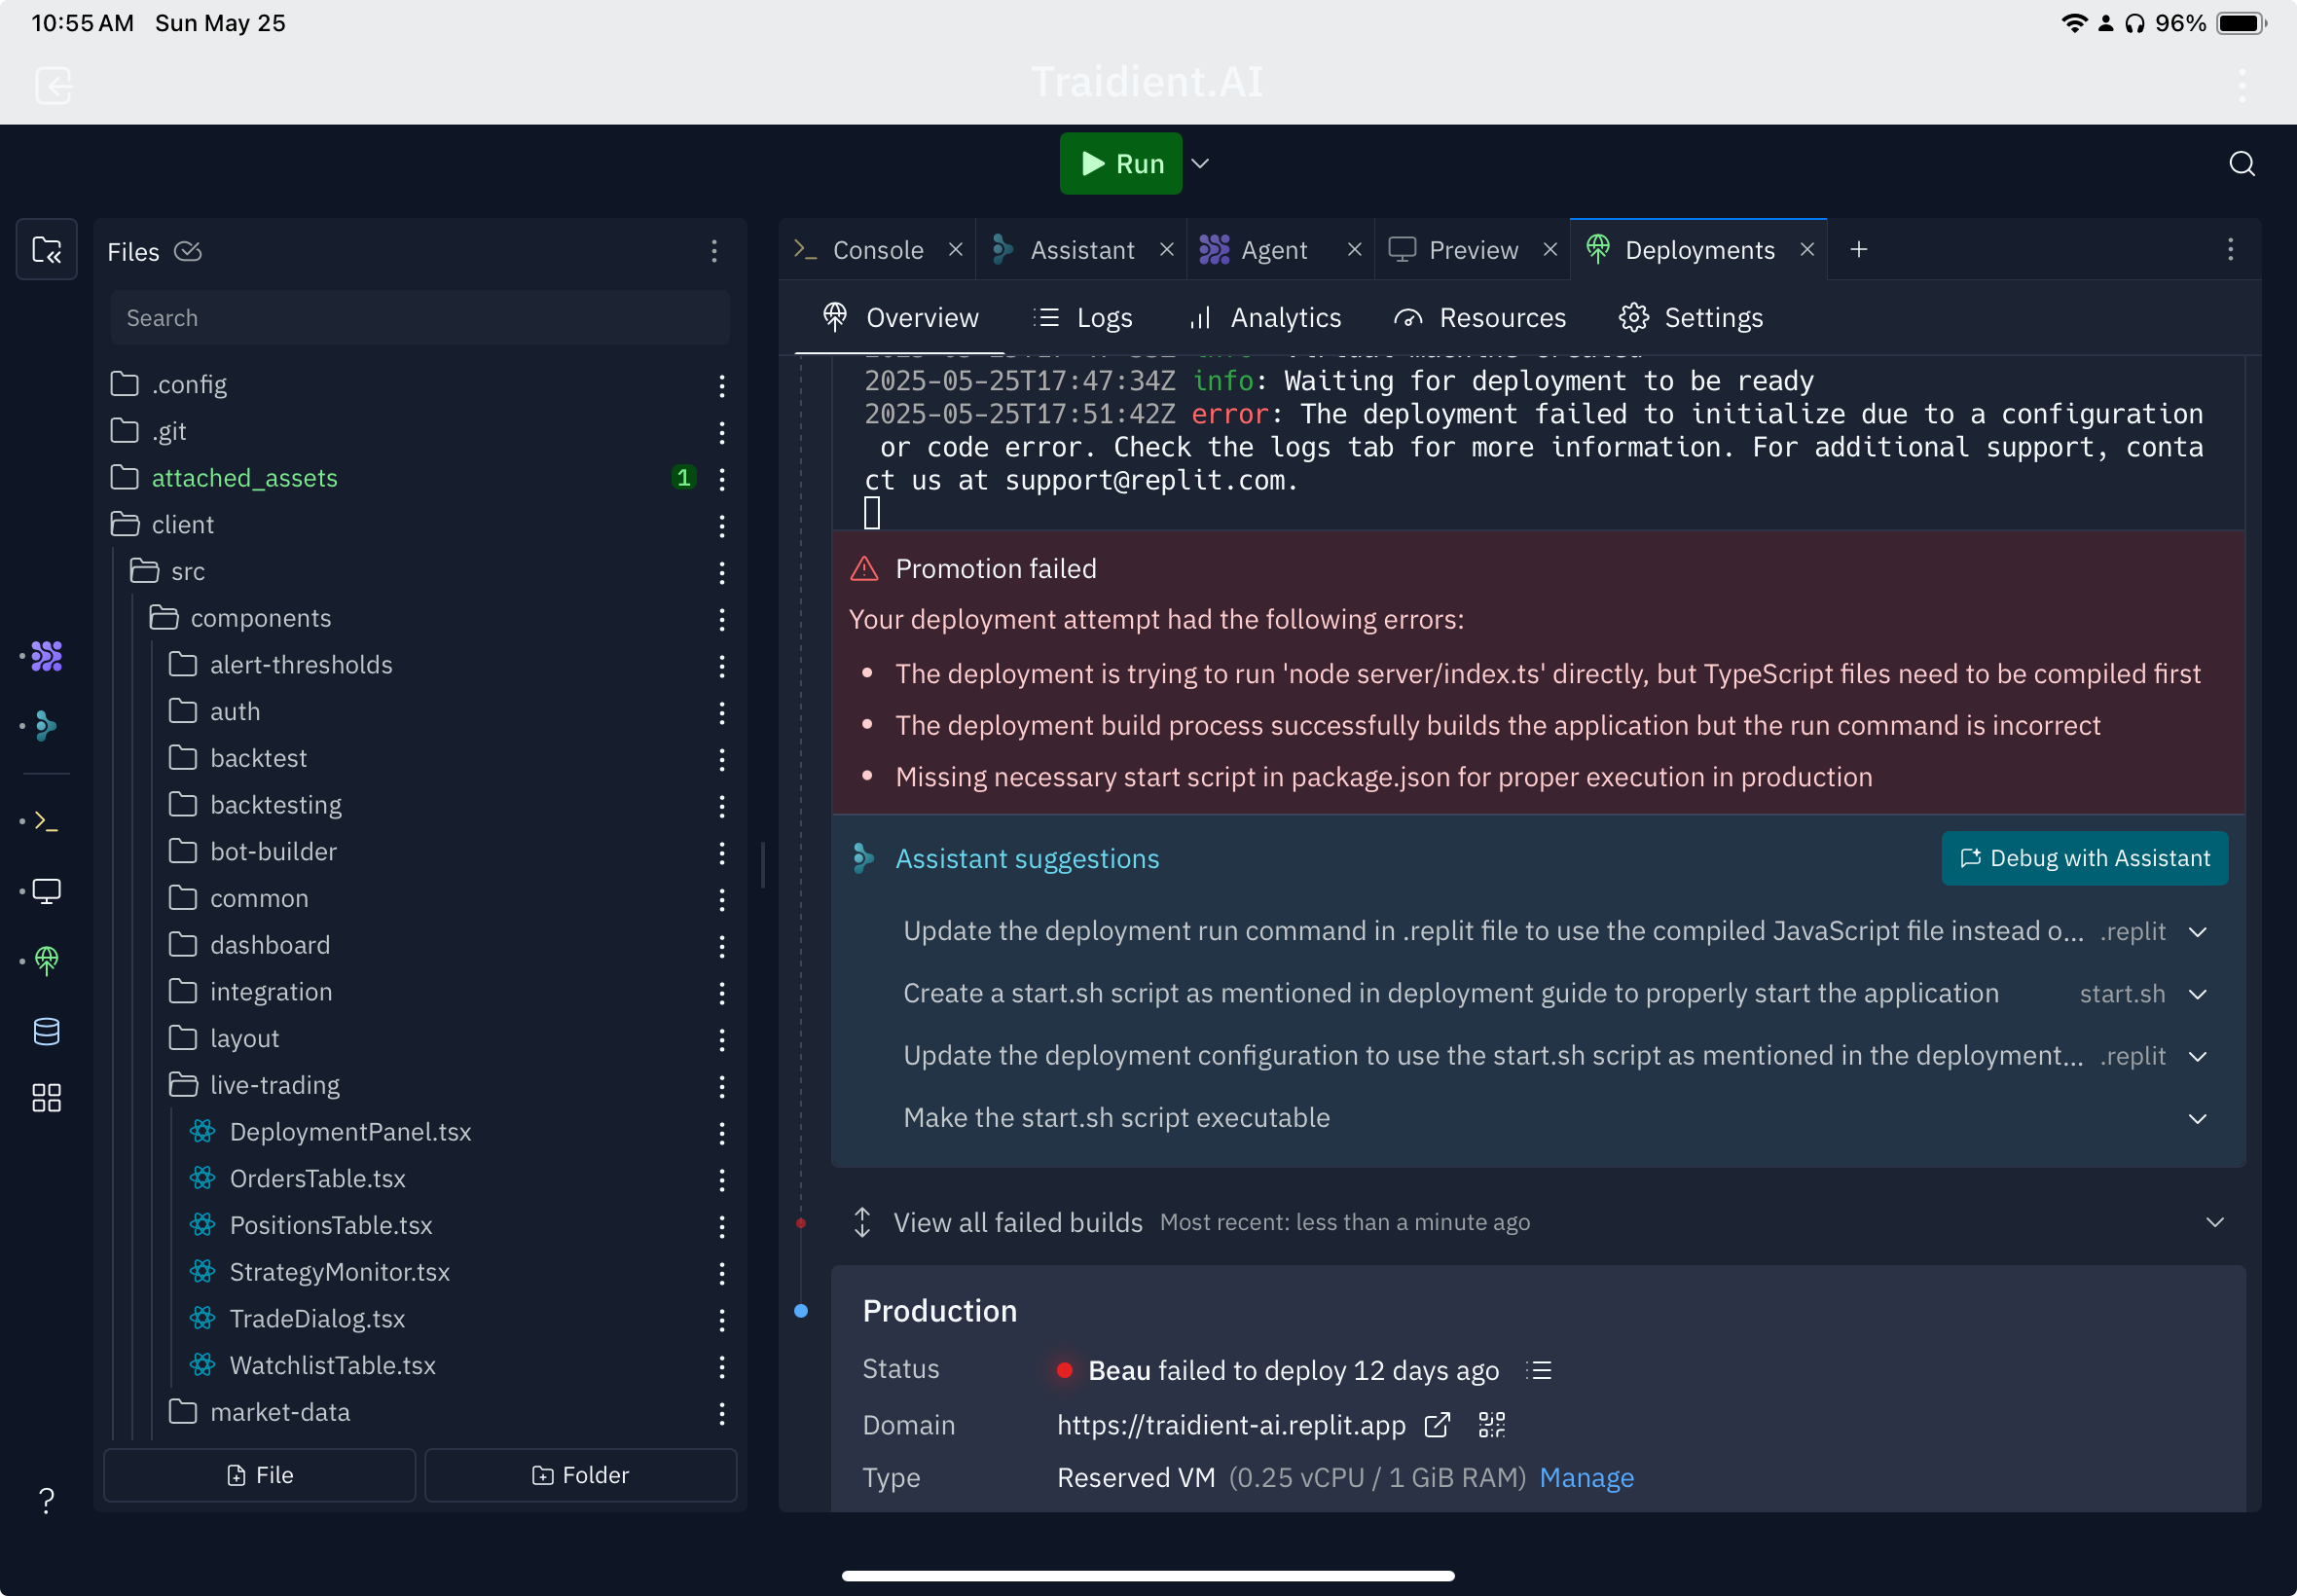 10:55 AM Sun May 25
96%
Traidient.AI
Run
Files
Search
.config
.git
attached_assets 1
client
src
components
alert-thresholds
auth
backtest
backtesting
bot-builder
common
dashboard
integration
layout
live-trading
DeploymentPanel.tsx
OrdersTable.tsx
PositionsTable.tsx
StrategyMonitor.tsx
TradeDialog.tsx
WatchlistTable.tsx
market-data
File Folder
?
Console Assistant Agent Preview Deployments
Overview Logs Analytics Resources Settings
2025-05-25T17:47:34Z info: Waiting for deployment to be ready
2025-05-25T17:51:42Z error: The deployment failed to initialize due to a configuration
or code error. Check the logs tab for more information. For additional support, conta
ct us at support@replit.com.
Promotion failed
Your deployment attempt had the following errors:
• The deployment is trying to run 'node server/index.ts' directly, but TypeScript files need to be compiled first
• The deployment build process successfully builds the application but the run command is incorrect
• Missing necessary start script in package.json for proper execution in production
Assistant suggestions Debug with Assistant
Update the deployment run command in .replit file to use the compiled JavaScript file instead o... .replit
Create a start.sh script as mentioned in deployment guide to properly start the application start.sh
Update the deployment configuration to use the start.sh script as mentioned in the deployment... .replit
Make the start.sh script executable
View all failed builds Most recent: less than a minute ago
Production
Status Beau failed to deploy 12 days ago
Domain https://traidient-ai.replit.app
Type Reserved VM (0.25 vCPU / 1 GiB RAM) Manage